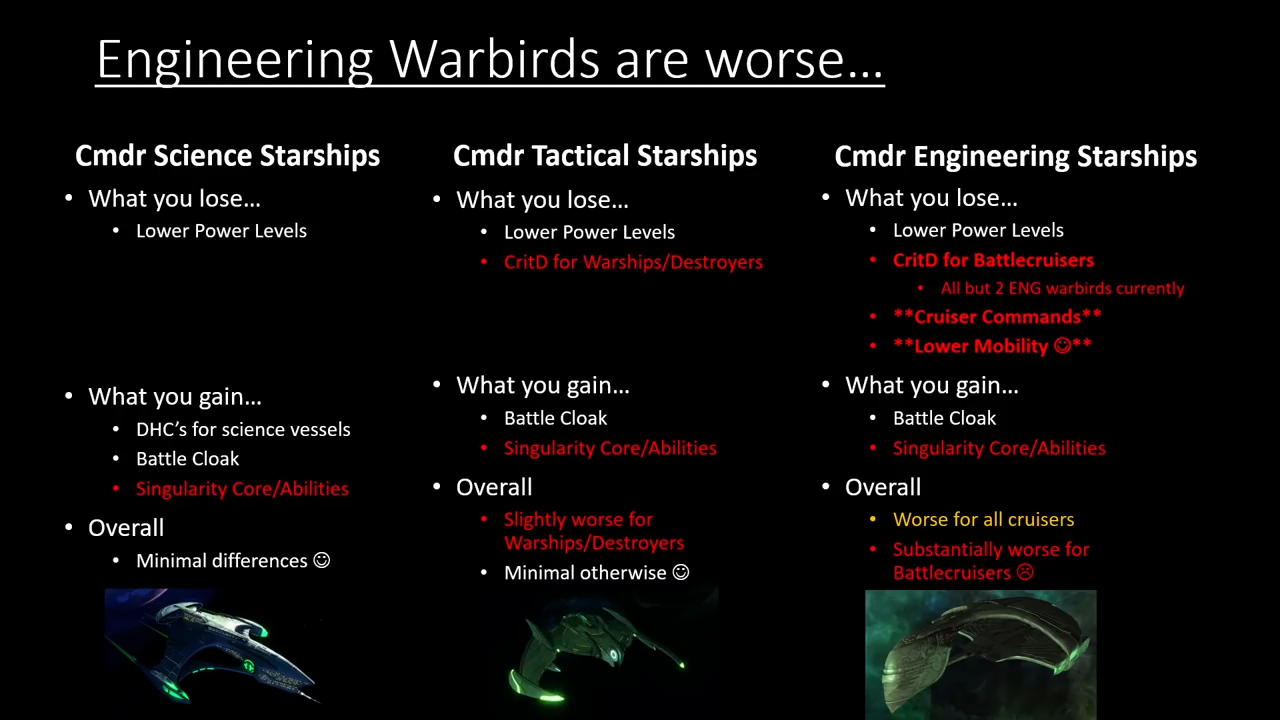 Engineering Warbirds are worse…
Cmdr Science Starships
• What you lose…
• Lower Power Levels
• What you gain…
• DHC's for science vessels
• Battle Cloak
• Singularity Core/Abilities
• Overall
• Minimal differences ☺
Cmdr Tactical Starships
• What you lose…
• Lower Power Levels
• CritD for Warships/Destroyers
• What you gain…
• Battle Cloak
• Singularity Core/Abilities
• Overall
• Slightly worse for
Warships/Destroyers
• Minimal otherwise ☺
Cmdr Engineering Starships
• What you lose…
• Lower Power Levels
• CritD for Battlecruisers
• All but 2 ENG warbirds currently
• **Cruiser Commands**
• **Lower Mobility ☺**
• What you gain…
• Battle Cloak
• Singularity Core/Abilities
• Overall
• Worse for all cruisers
• Substantially worse for
Battlecruisers ☹